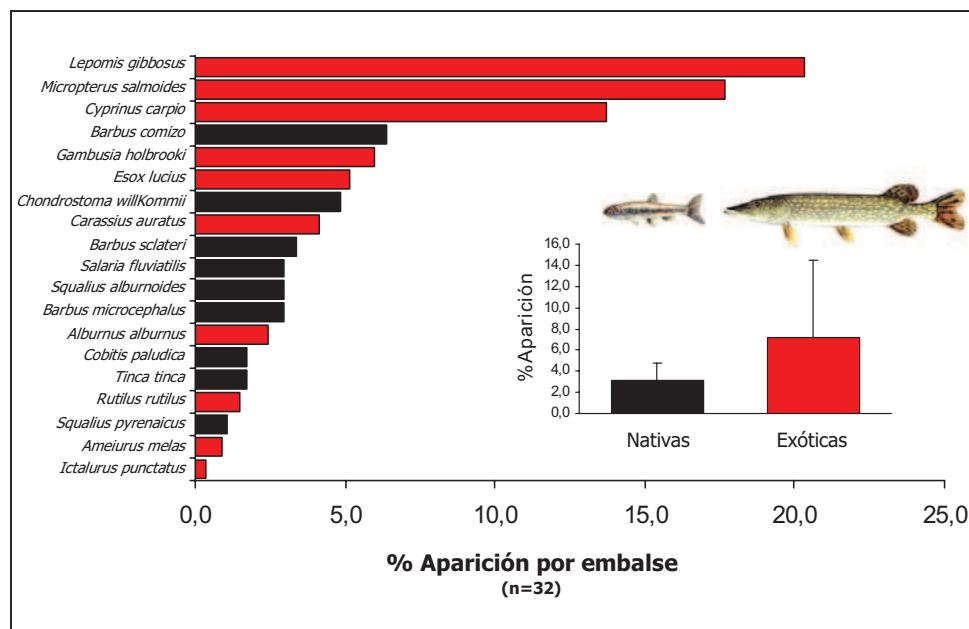 Lepomis gibbosus
Micropterus salmoides
Cyprinus carpio
Barbus comizo
Gambusia holbrooki
Esox lucius
Chondrostoma willKommii
Carassius auratus
Barbus sclateri
Salaria fluviatilis
Squalius alburnoides
Barbus microcephalus
Alburnus alburnus
Cobitis paludica
Tinca tinca
Rutilus rutilus
Squalius pyrenaicus
Ameiurus melas
Ictalurus punctatus
0,0 5,0 10,0 15,0 20,0 25,0
% Aparición por embalse
(n=32)
%Aparición
16,0
14,0
12,0
10,0
8,0
6,0
4,0
2,0
0,0
Nativas Exóticas